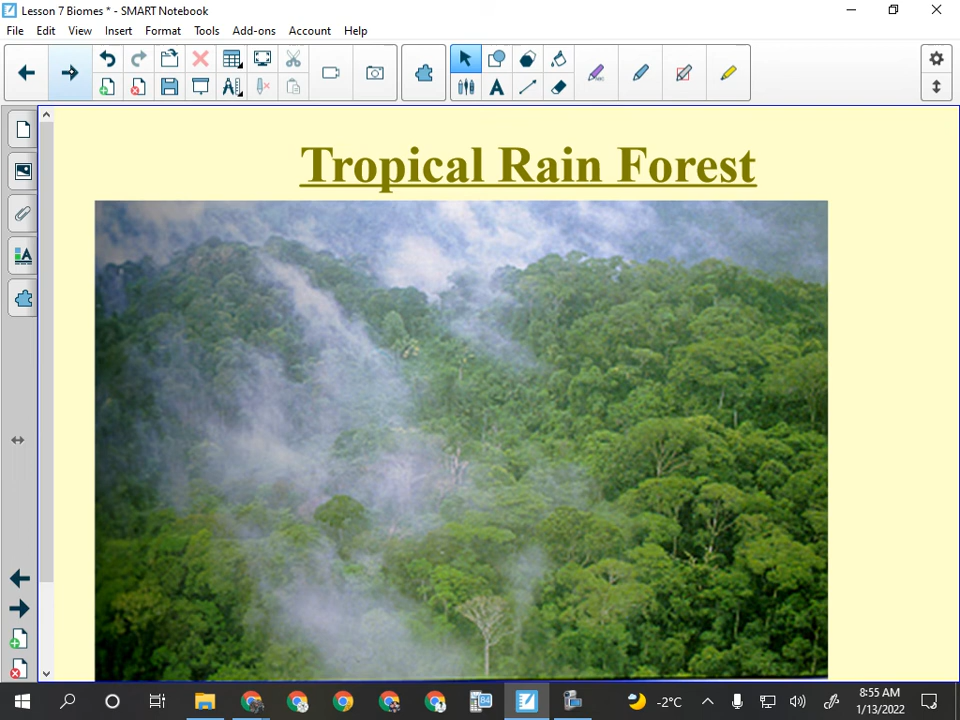 Lesson 7 Biomes * - SMART Notebook
File Edit View Insert Format Tools Add-ons Account Help
Tropical Rain Forest
-2°C
8:55 AM
1/13/2022